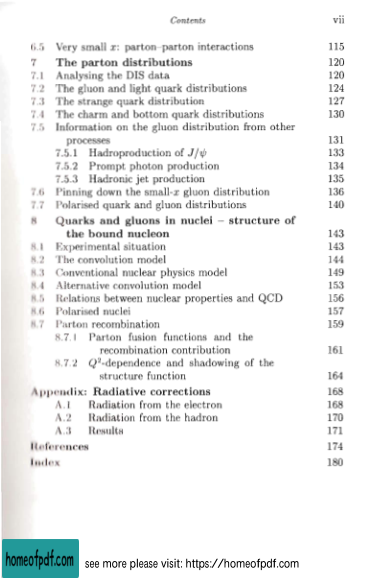 Contents vii
6.5 Very small x: parton–parton interactions 115
7 The parton distributions 120
7.1 Analysing the DIS data 120
7.2 The gluon and light quark distributions 124
7.3 The strange quark distribution 127
7.4 The charm and bottom quark distributions 130
7.5 Information on the gluon distribution from other
processes 131
7.5.1 Hadroproduction of J/ψ 133
7.5.2 Prompt photon production 134
7.5.3 Hadronic jet production 135
7.6 Pinning down the small-x gluon distribution 136
7.7 Polarised quark and gluon distributions 140
8 Quarks and gluons in nuclei – structure of
the bound nucleon 143
8.1 Experimental situation 143
8.2 The convolution model 144
8.3 Conventional nuclear physics model 149
8.4 Alternative convolution model 153
8.5 Relations between nuclear properties and QCD 156
8.6 Polarised nuclei 157
8.7 Parton recombination 159
8.7.1 Parton fusion functions and the
recombination contribution 161
8.7.2 Q²-dependence and shadowing of the
structure function 164
Appendix: Radiative corrections 168
A.1 Radiation from the electron 168
A.2 Radiation from the hadron 170
A.3 Results 171
References 174
Index 180
homeofpdf.com see more please visit: https://homeofpdf.com